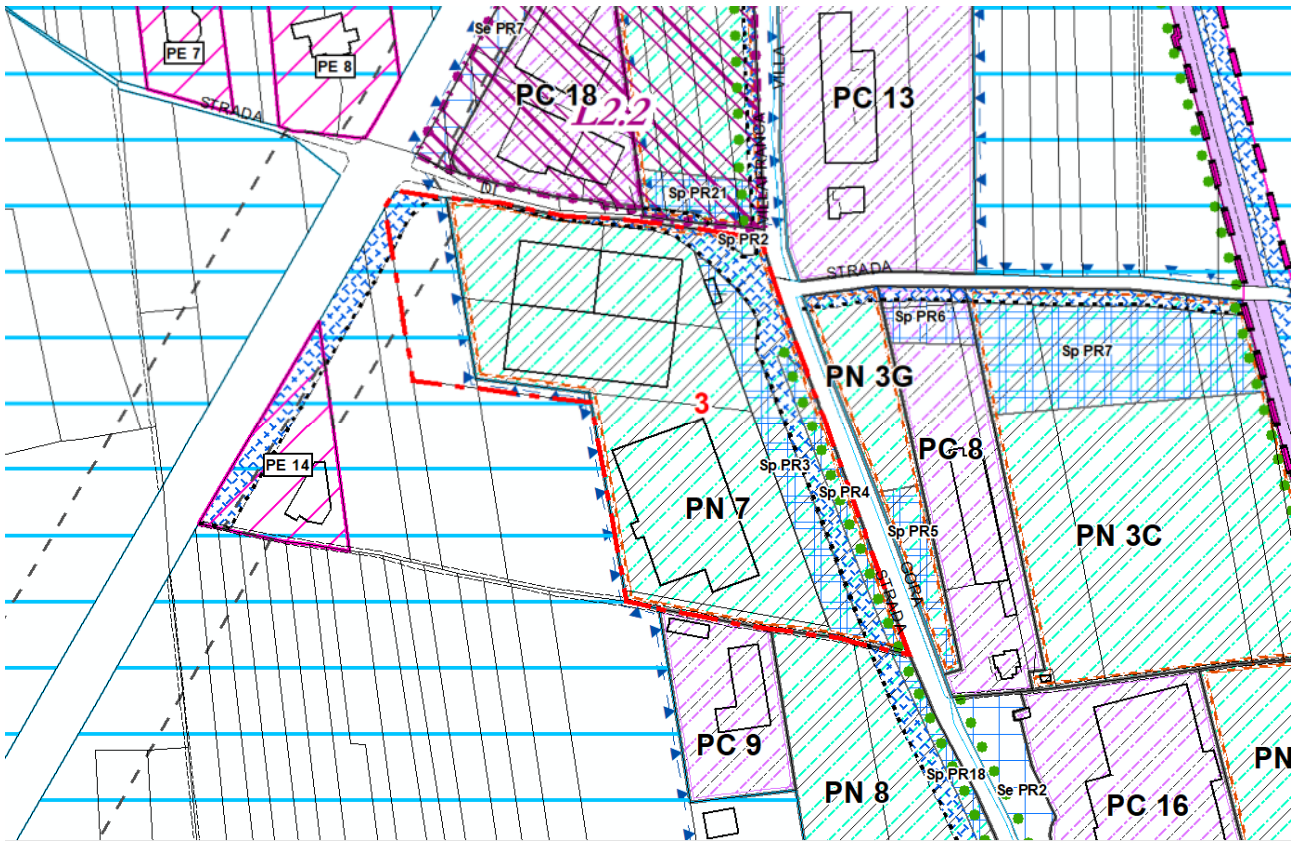 Se PR7
PE 7
PE 8
STRADA
PC 18
L2.2
VILLA
PC 13
VILLAFRANCA
DI
Sp PR21
Sp PR2
STRADA
Sp PR6
Sp PR7
PN 3G
3
PC 8
PE 14
Sp PR3
Sp PR4
PN 7
Sp PR5
PN 3C
GORA
STRADA
PC 9
PN
Sp PR18
Se PR2
PN 8
PC 16